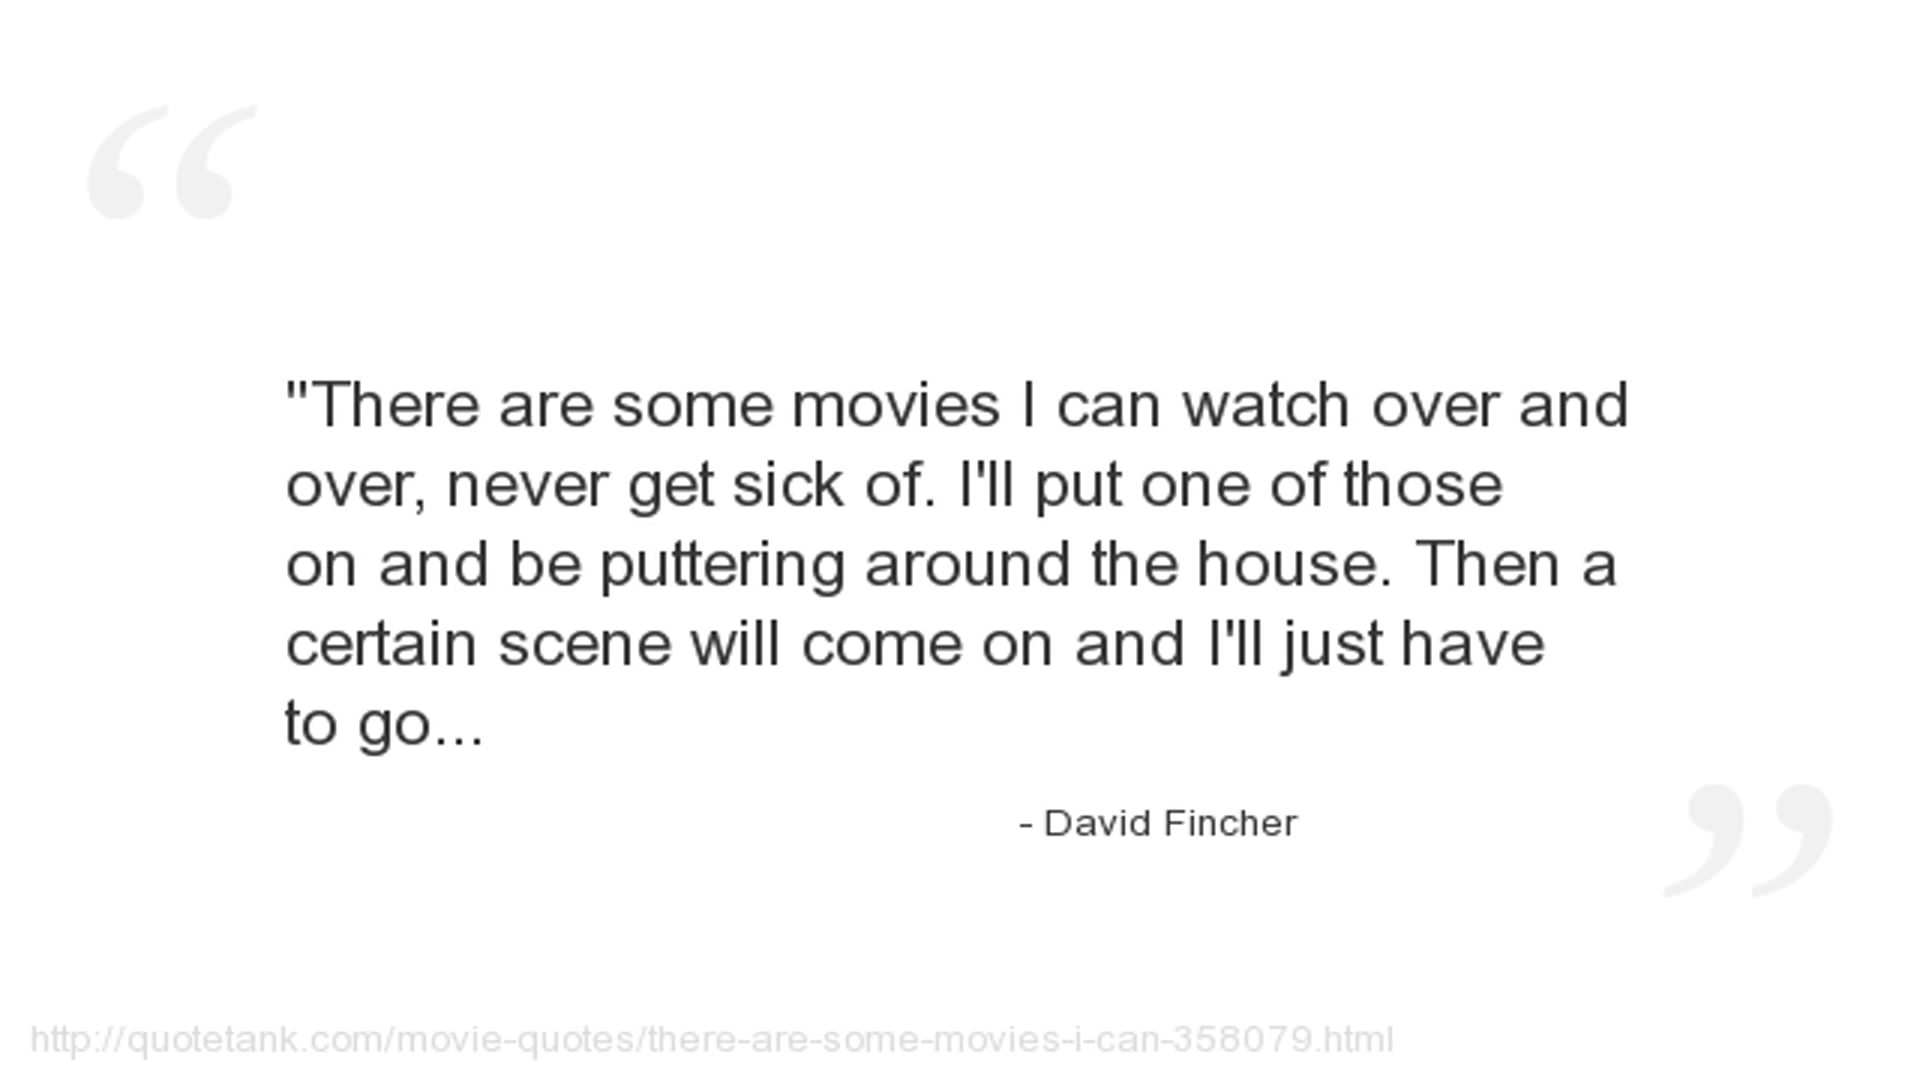 "There are some movies I can watch over and
over, never get sick of. I'll put one of those
on and be puttering around the house. Then a
certain scene will come on and I'll just have
to go...
- David Fincher
http://quotetank.com/movie-quotes/there-are-some-movies-i-can-358079.html